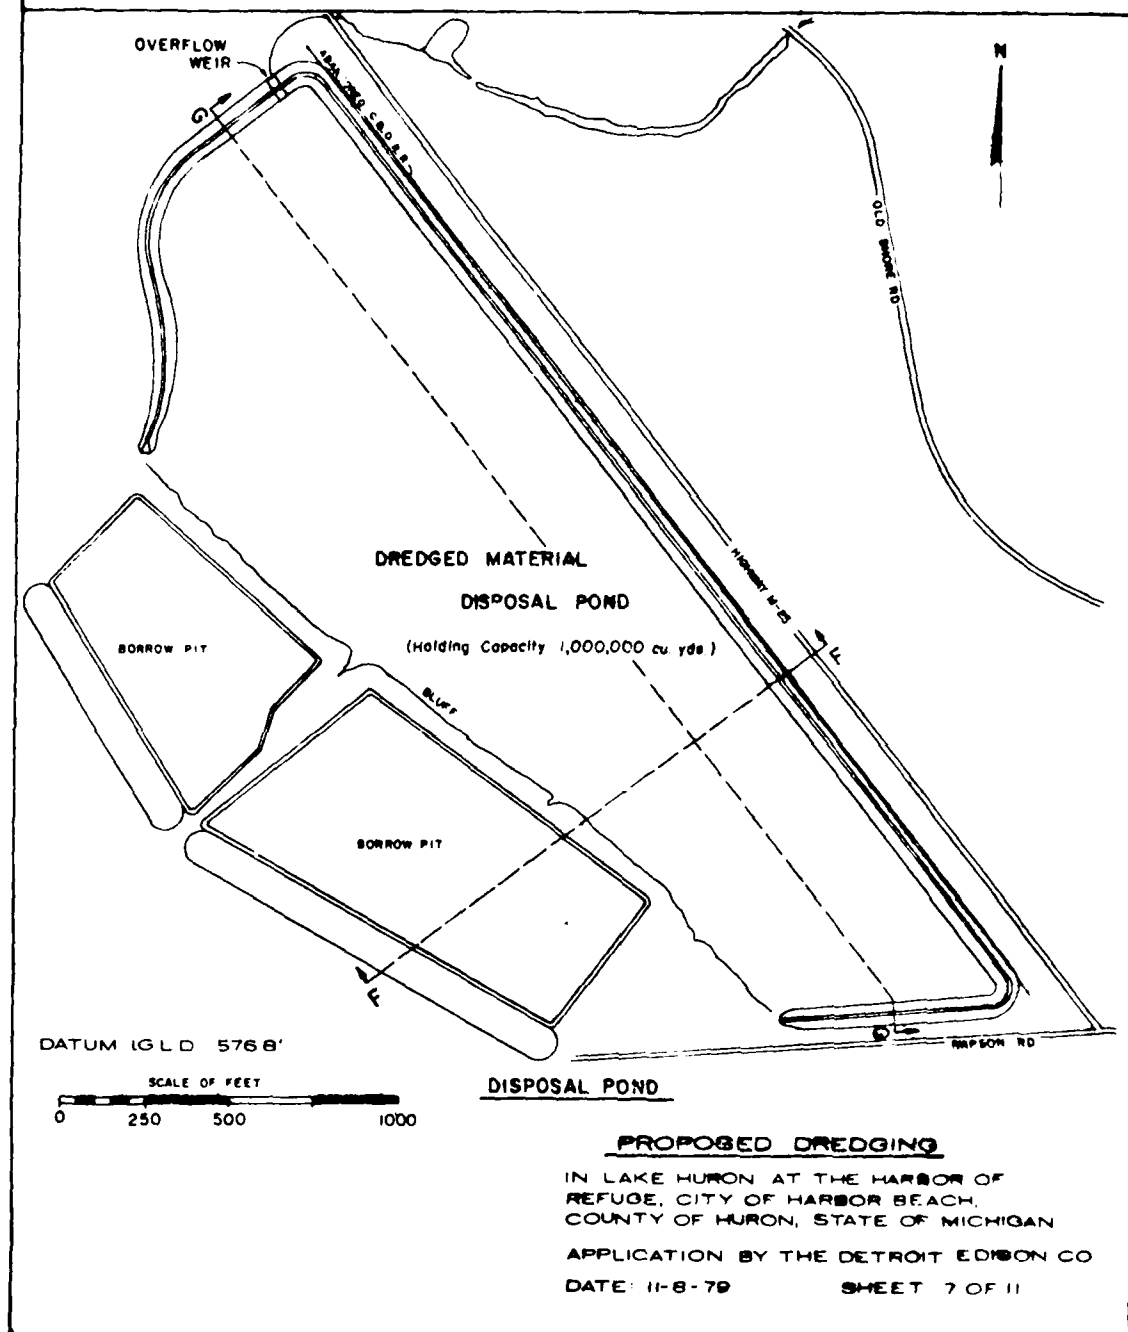 OVERFLOW
WEIR
N
G
OLD SHORE RD
DREDGED MATERIAL
DISPOSAL POND
(Holding Capacity 1,000,000 cu. yds.)
HIGHWAY M-25
F
BORROW PIT
BLUFF
BORROW PIT
F
G
RAPSON RD
DATUM IGLD 576.8'
SCALE OF FEET
0 250 500 1000
DISPOSAL POND
PROPOSED DREDGING
IN LAKE HURON AT THE HARBOR OF
REFUGE, CITY OF HARBOR BEACH,
COUNTY OF HURON, STATE OF MICHIGAN
APPLICATION BY THE DETROIT EDISON CO
DATE: 11-8-79 SHEET 7 OF 11